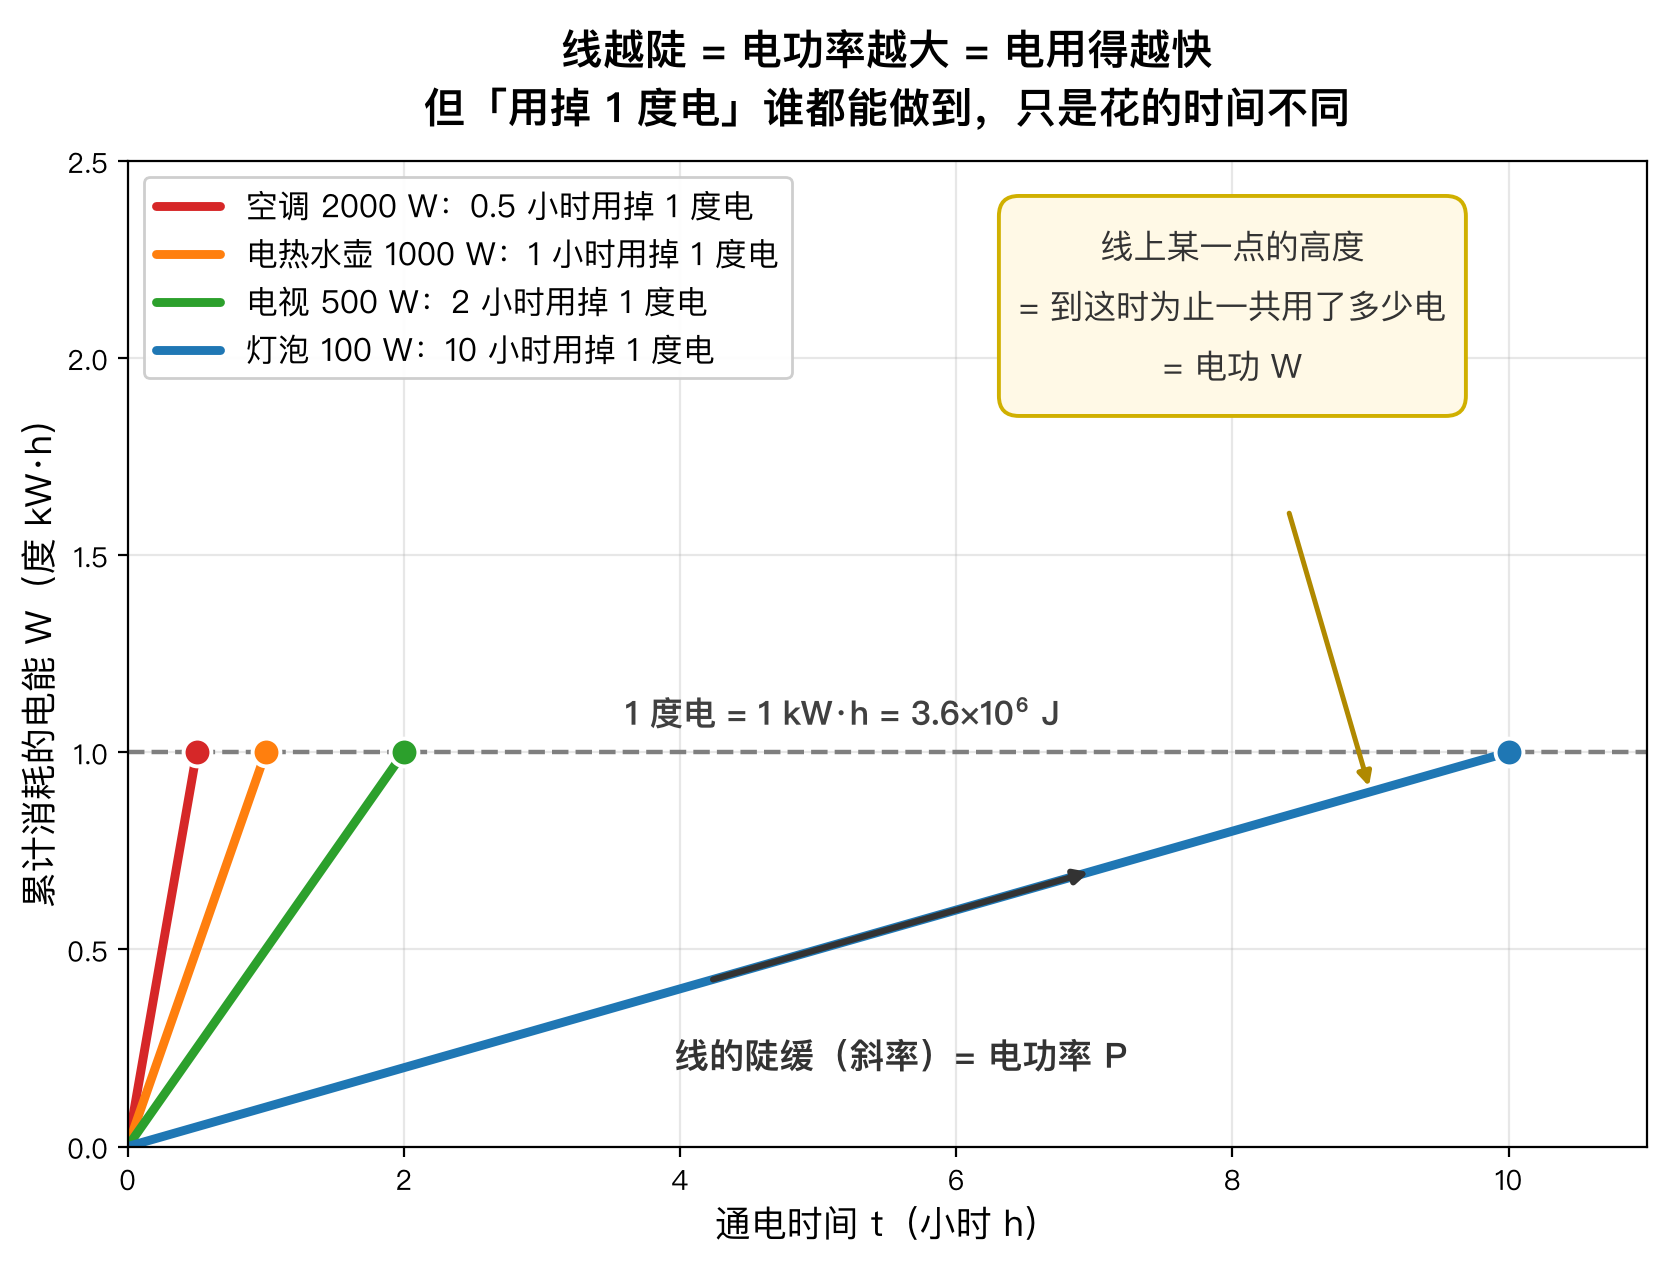 线越陡 = 电功率越大 = 电用得越快
但「用掉 1 度电」谁都能做到，只是花的时间不同
2.5
2.0
1.5
1.0
0.5
0.0
累计消耗的电能 W（度 kW·h）
空调 2000 W：0.5 小时用掉 1 度电
电热水壶 1000 W：1 小时用掉 1 度电
电视 500 W：2 小时用掉 1 度电
灯泡 100 W：10 小时用掉 1 度电
线上某一点的高度
= 到这时为止一共用了多少电
= 电功 W
1 度电 = 1 kW·h = 3.6×10⁶ J
线的陡缓（斜率）= 电功率 P
0 2 4 6 8 10
通电时间 t（小时 h）